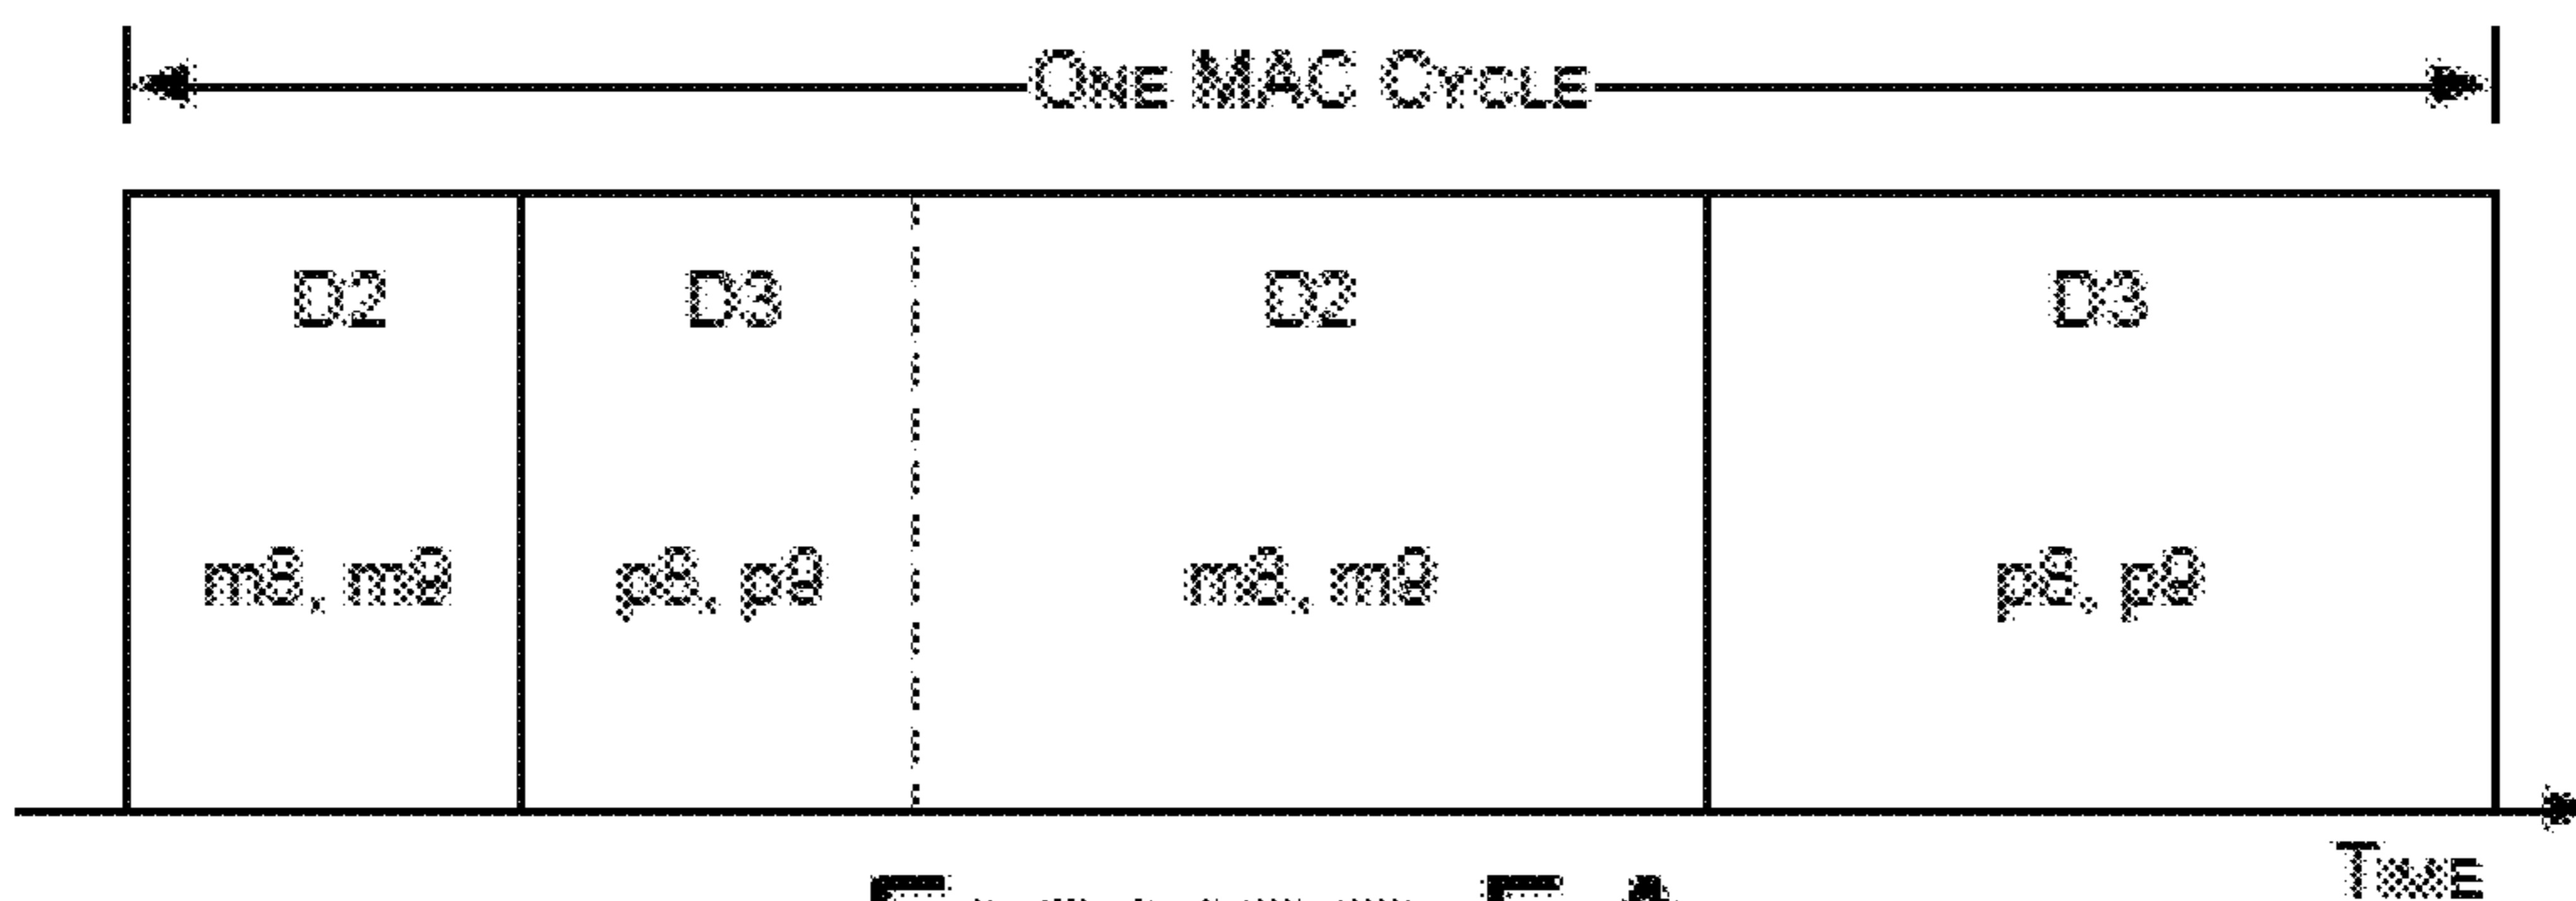 ONE MAC CYCLE
D2 D3 D2 D3
m8, m9 p8, p9 m8, m9 p8, p9
TIME